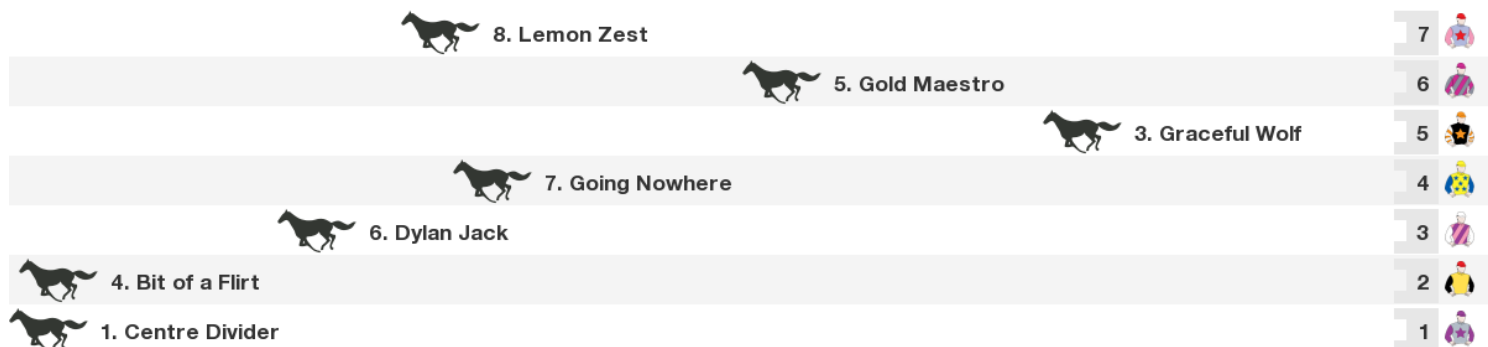 8. Lemon Zest 7
5. Gold Maestro 6
3. Graceful Wolf 5
7. Going Nowhere 4
6. Dylan Jack 3
4. Bit of a Flirt 2
1. Centre Divider 1